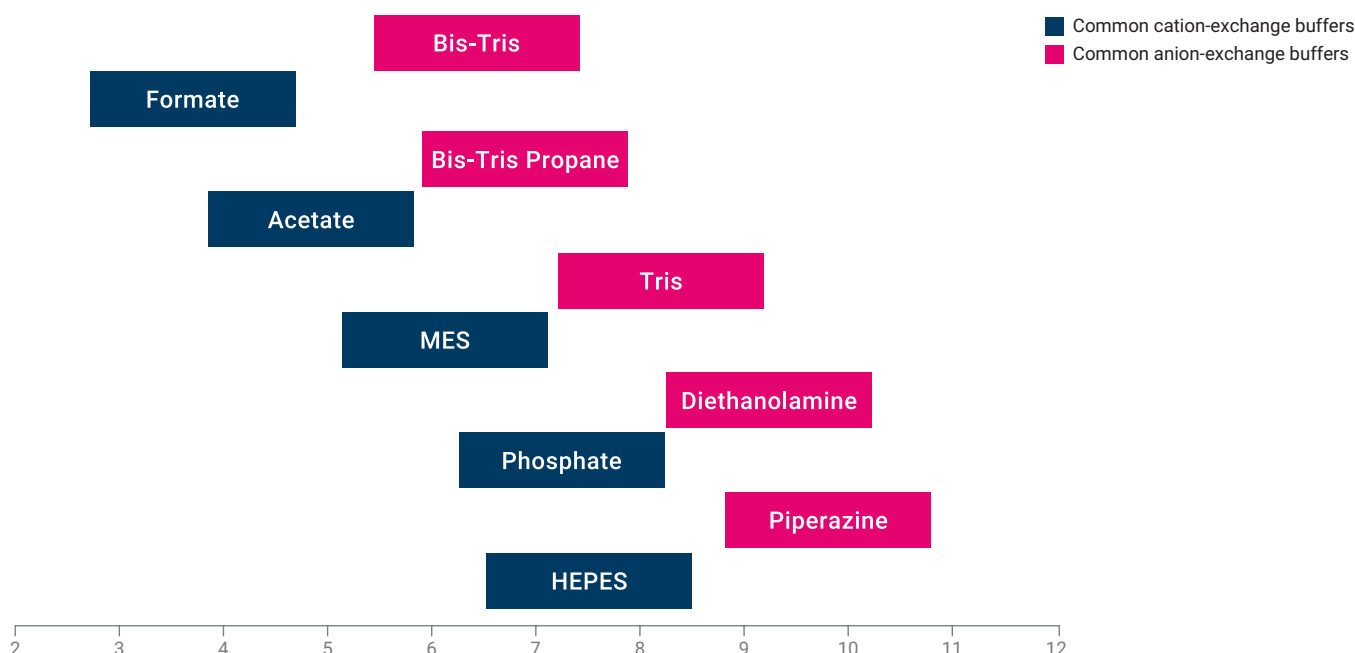 Bis-Tris
Common cation-exchange buffers
Common anion-exchange buffers
Formate
Bis-Tris Propane
Acetate
Tris
MES
Diethanolamine
Phosphate
Piperazine
HEPES
2 3 4 5 6 7 8 9 10 11 12